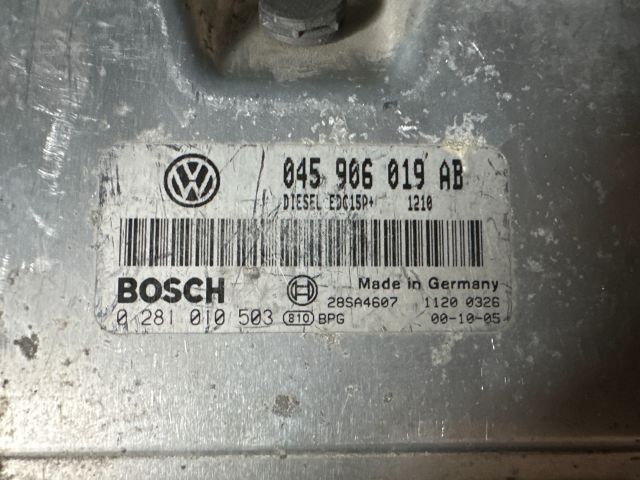 045 906 019 AB
DIESEL EDC15P+ 1210
BOSCH
Made in Germany
28SA4607 1120 0326
0 281 010 503 810 BPG 00-10-05